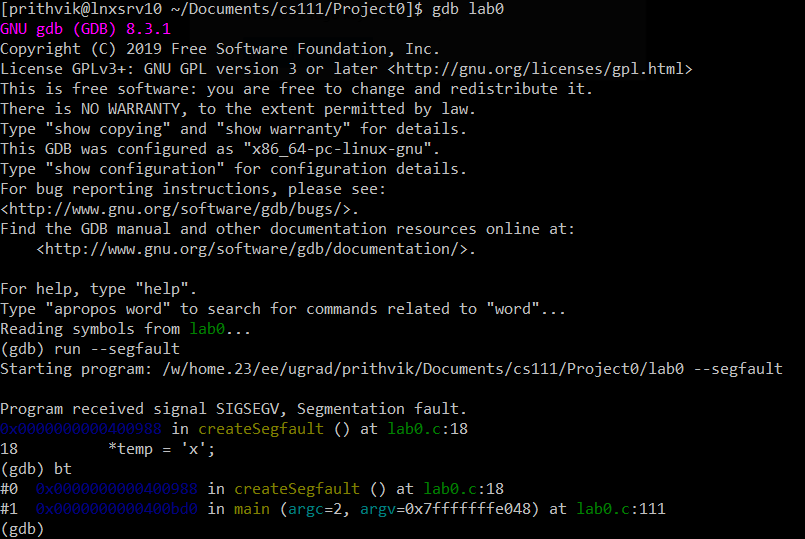 [prithvik@lnxsrv10 ~/Documents/cs111/Project0]$ gdb lab0
GNU gdb (GDB) 8.3.1
Copyright (C) 2019 Free Software Foundation, Inc.
License GPLv3+: GNU GPL version 3 or later <http://gnu.org/licenses/gpl.html>
This is free software: you are free to change and redistribute it.
There is NO WARRANTY, to the extent permitted by law.
Type "show copying" and "show warranty" for details.
This GDB was configured as "x86_64-pc-linux-gnu".
Type "show configuration" for configuration details.
For bug reporting instructions, please see:
<http://www.gnu.org/software/gdb/bugs/>.
Find the GDB manual and other documentation resources online at:
    <http://www.gnu.org/software/gdb/documentation/>.

For help, type "help".
Type "apropos word" to search for commands related to "word"...
Reading symbols from lab0...
(gdb) run --segfault
Starting program: /w/home.23/ee/ugrad/prithvik/Documents/cs111/Project0/lab0 --segfault

Program received signal SIGSEGV, Segmentation fault.
0x0000000000400988 in createSegfault () at lab0.c:18
18          *temp = 'x';
(gdb) bt
#0  0x0000000000400988 in createSegfault () at lab0.c:18
#1  0x0000000000400bd0 in main (argc=2, argv=0x7fffffffe048) at lab0.c:111
(gdb)